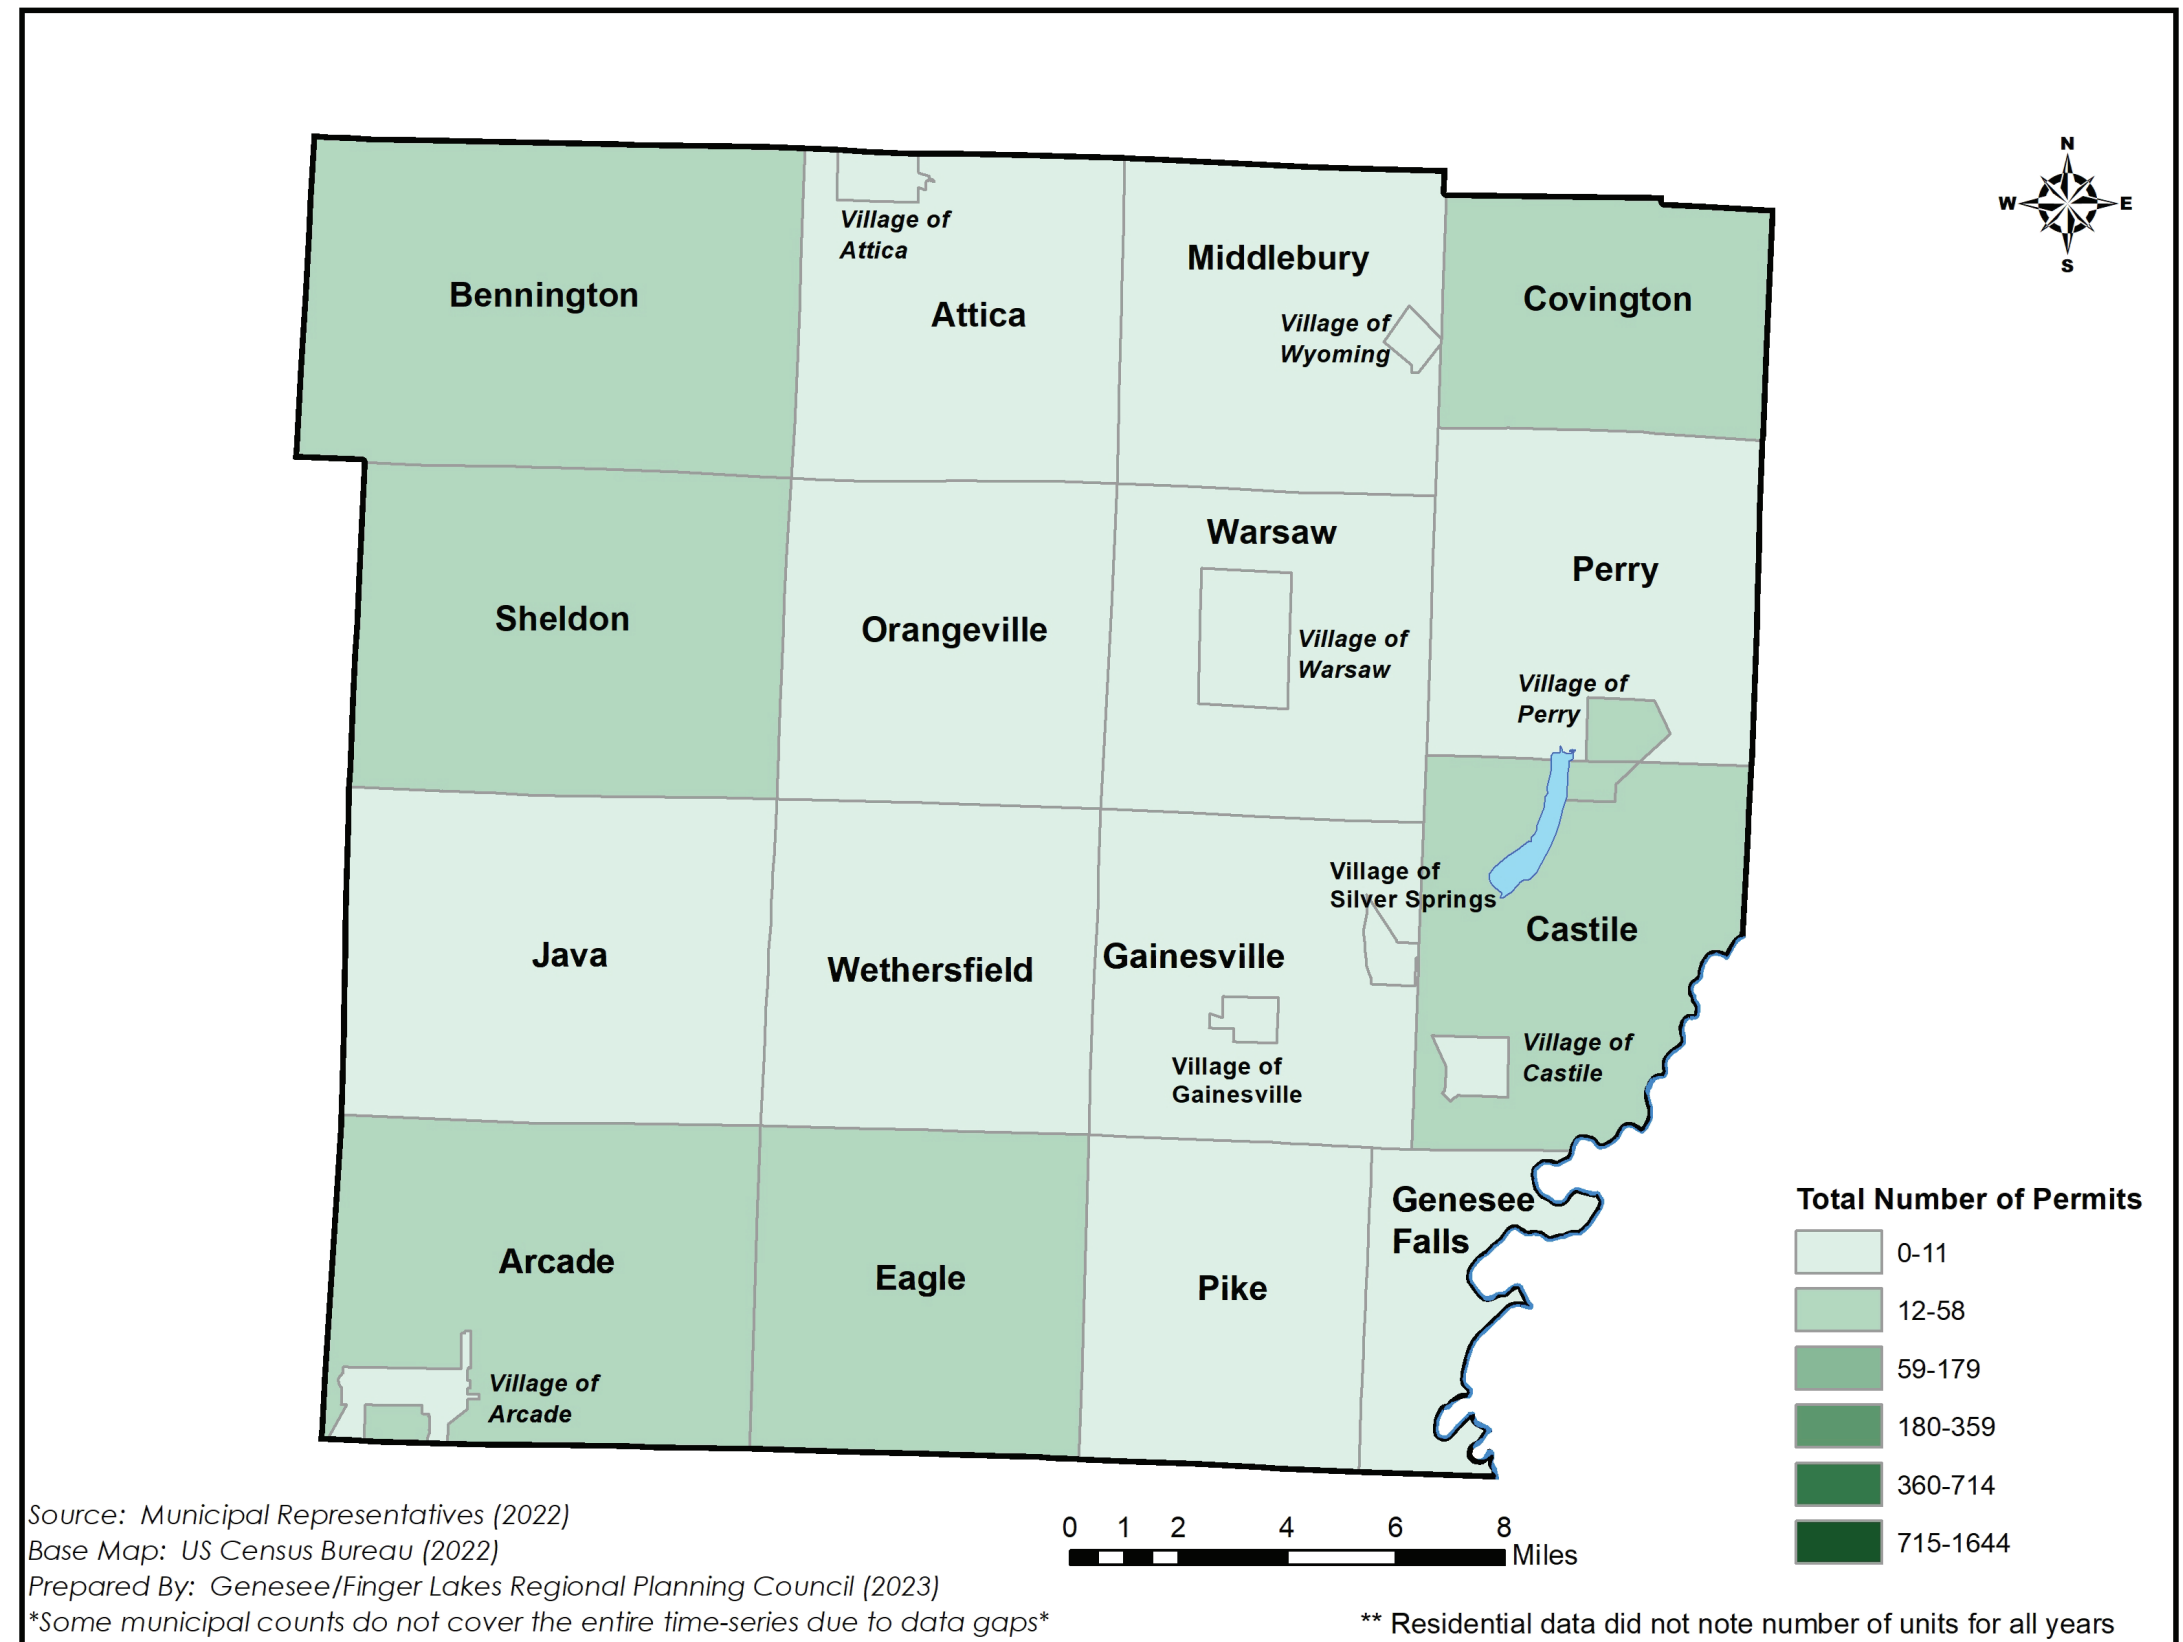 N
W
E
S
Village of
Attica
Middlebury
Bennington
Covington
Attica
Village of
Wyoming
Warsaw
Perry
Sheldon
Orangeville
Village of
Warsaw
Village of
Perry
Village of
Silver Springs
Castile
Java
Wethersfield
Gainesville
Village of
Castile
Village of
Gainesville
Genesee
Falls
Arcade
Eagle
Pike
Village of
Arcade
Total Number of Permits
0-11
12-58
59-179
180-359
360-714
715-1644
0 1 2 4 6 8
Miles
Source: Municipal Representatives (2022)
Base Map: US Census Bureau (2022)
Prepared By: Genesee/Finger Lakes Regional Planning Council (2023)
*Some municipal counts do not cover the entire time-series due to data gaps*
** Residential data did not note number of units for all years